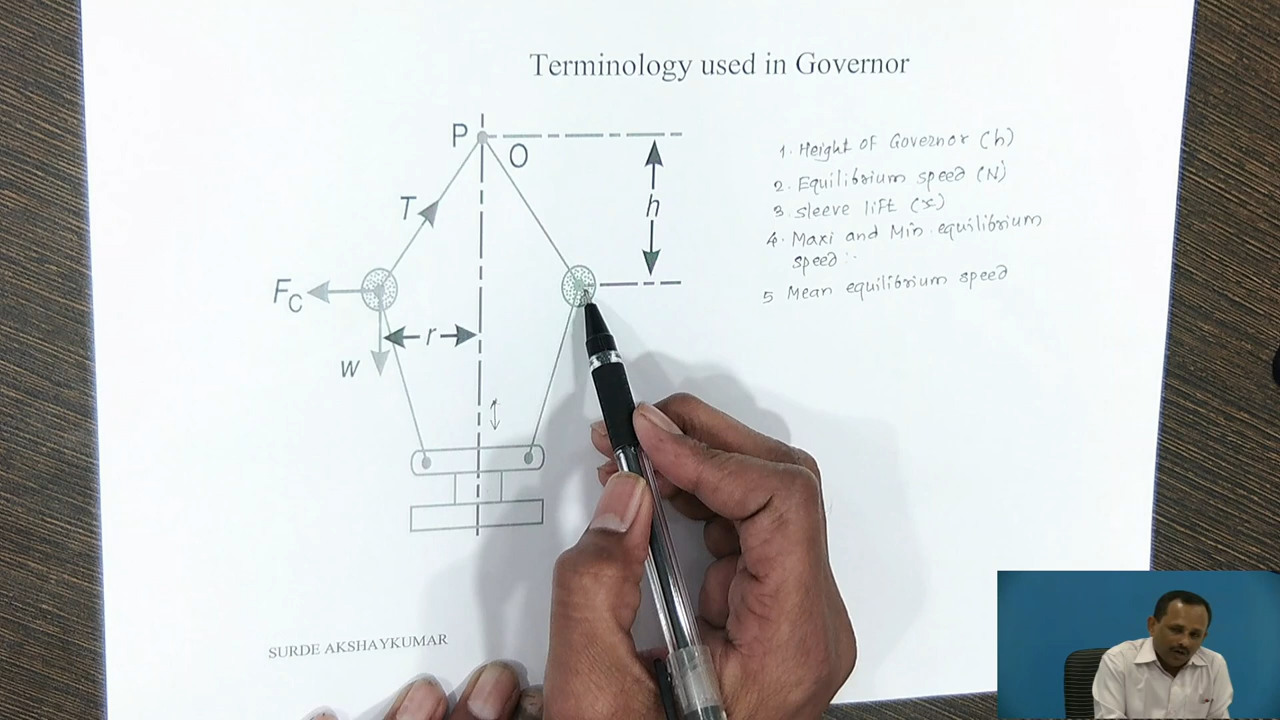 Terminology used in Governor
P
O
T
h
FC
r
w
1. Height of Governor (h)
2. Equilibrium speed (N)
3 sleeve lift (x)
4. Maxi and Min. equilibrium
speed :-
5 Mean equilibrium speed
SURDE AKSHAYKUMAR